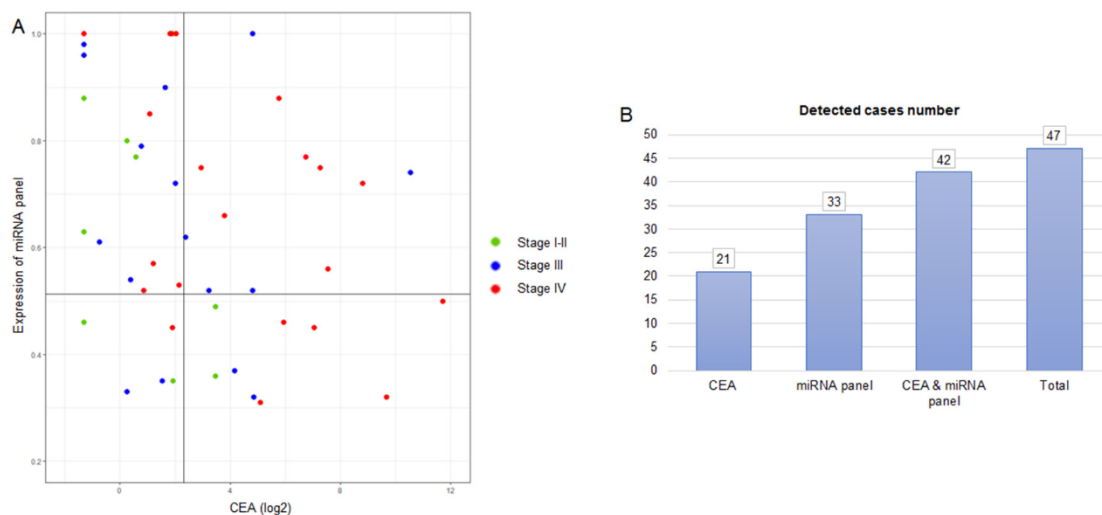 A
Expression of miRNA panel
1.0
0.8
0.6
0.4
0.2
0
4
8
12
CEA (log2)
Stage I-II
Stage III
Stage IV
B
Detected cases number
50
45
40
35
30
25
20
15
10
5
0
21
33
42
47
CEA
miRNA panel
CEA & miRNA
panel
Total